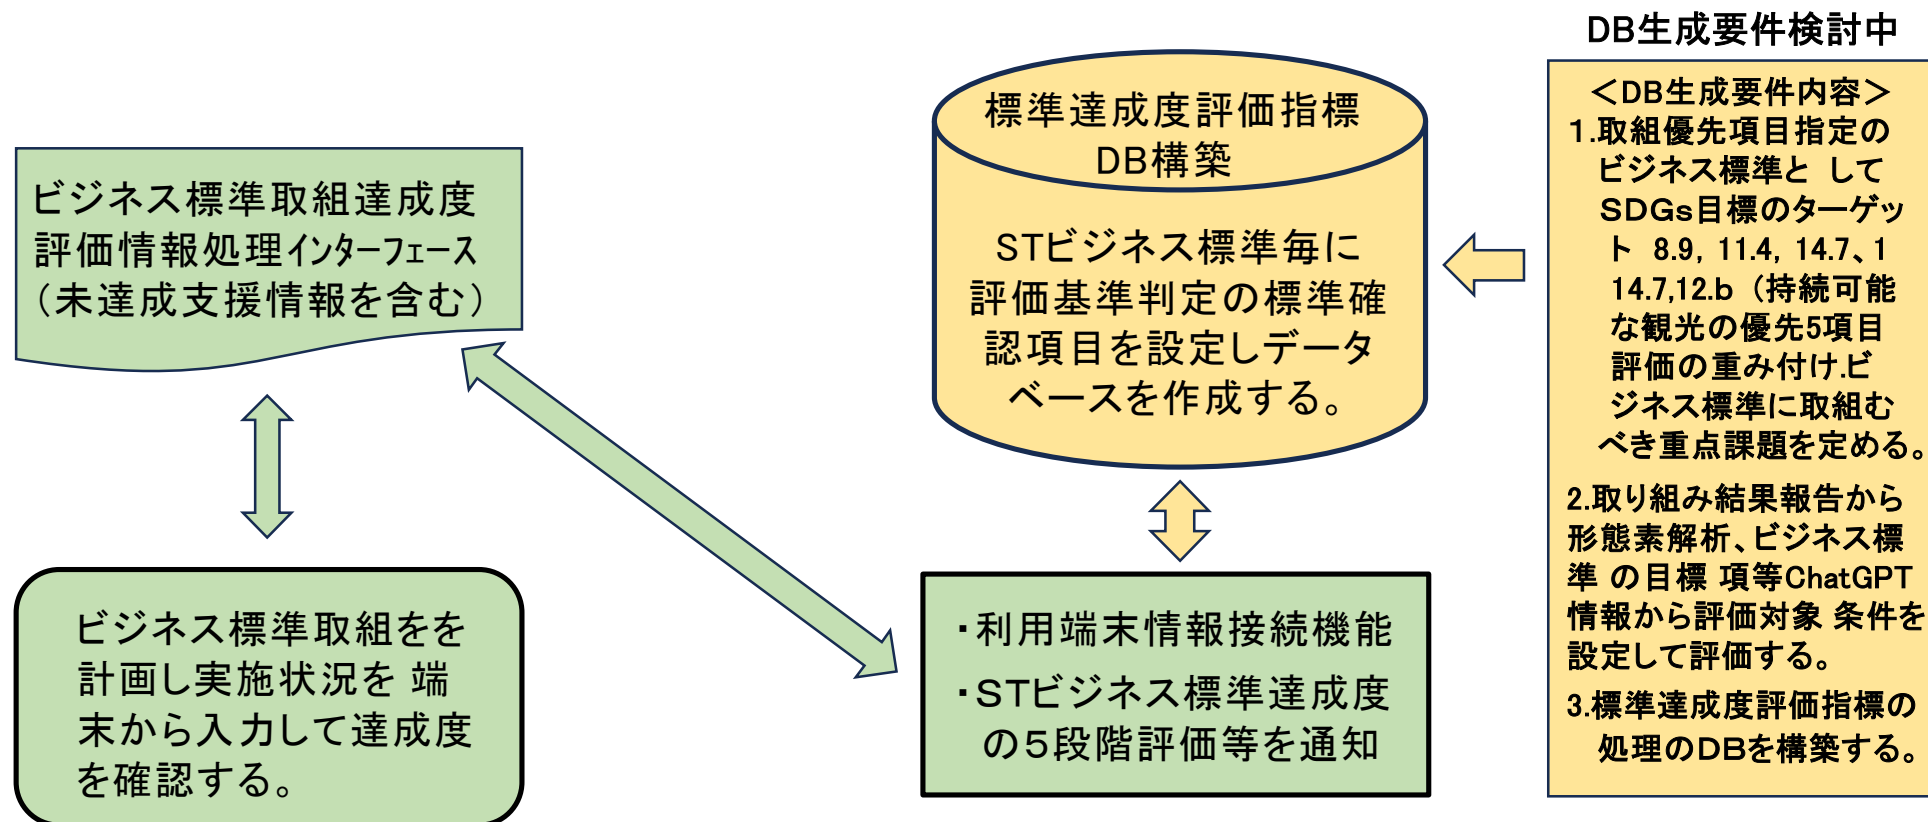 ビジネス標準取組達成度
評価情報処理インターフェース
（未達成支援情報を含む）
ビジネス標準取組をを
計画し実施状況を 端
末から入力して達成度
を確認する。
標準達成度評価指標
DB構築
STビジネス標準毎に
評価基準判定の標準確
認項目を設定しデータ
ベースを作成する。
・利用端末情報接続機能
・STビジネス標準達成度
の5段階評価等を通知
DB生成要件検討中
＜DB生成要件内容＞
1.取組優先項目指定の
ビジネス標準と して
SDGs目標のターゲッ
ト 8.9, 11.4, 14.7、1
14.7,12.b（持続可能
な観光の優先5項目
評価の重み付け.ビ
ジネス標準に取組む
べき重点課題を定める。
2.取り組み結果報告から
形態素解析、ビジネス標
準 の目標 項等ChatGPT
情報から評価対象 条件を
設定して評価する。
3.標準達成度評価指標の
処理のDBを構築する。